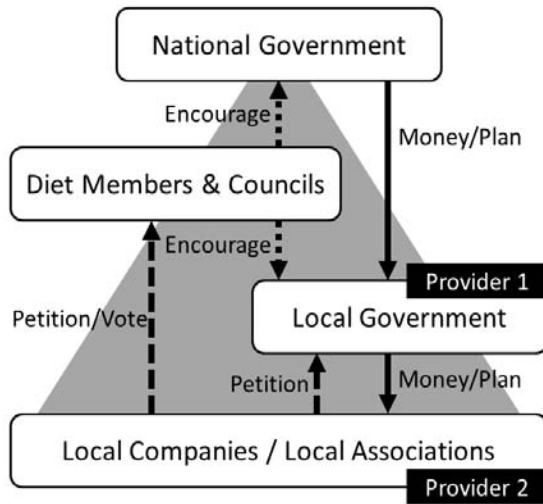 National Government
Encourage
Money/Plan
Diet Members & Councils
Encourage
Provider 1
Petition/Vote
Local Government
Petition
Money/Plan
Local Companies / Local Associations
Provider 2